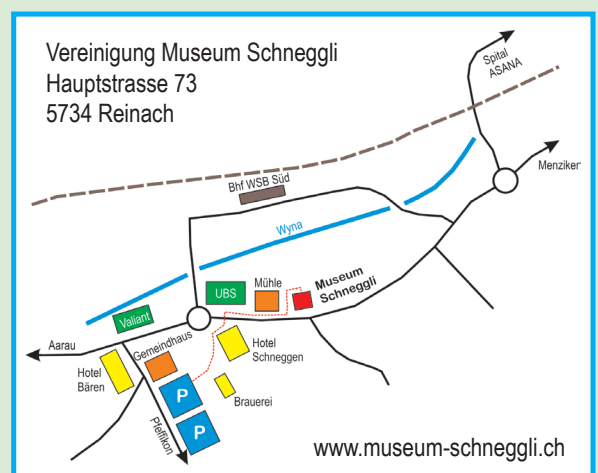 Vereinigung Museum Schneggli
Hauptstrasse 73
5734 Reinach
Spital
ASANA
Menziken
Bhf WSB Süd
Wyna
Museum
Schneggli
Mühle
UBS
Valiant
Aarau
Gemeindhaus
Hotel
Schneggen
Hotel
Bären
P
Brauerei
P
Pfeffikon
www.museum-schneggli.ch